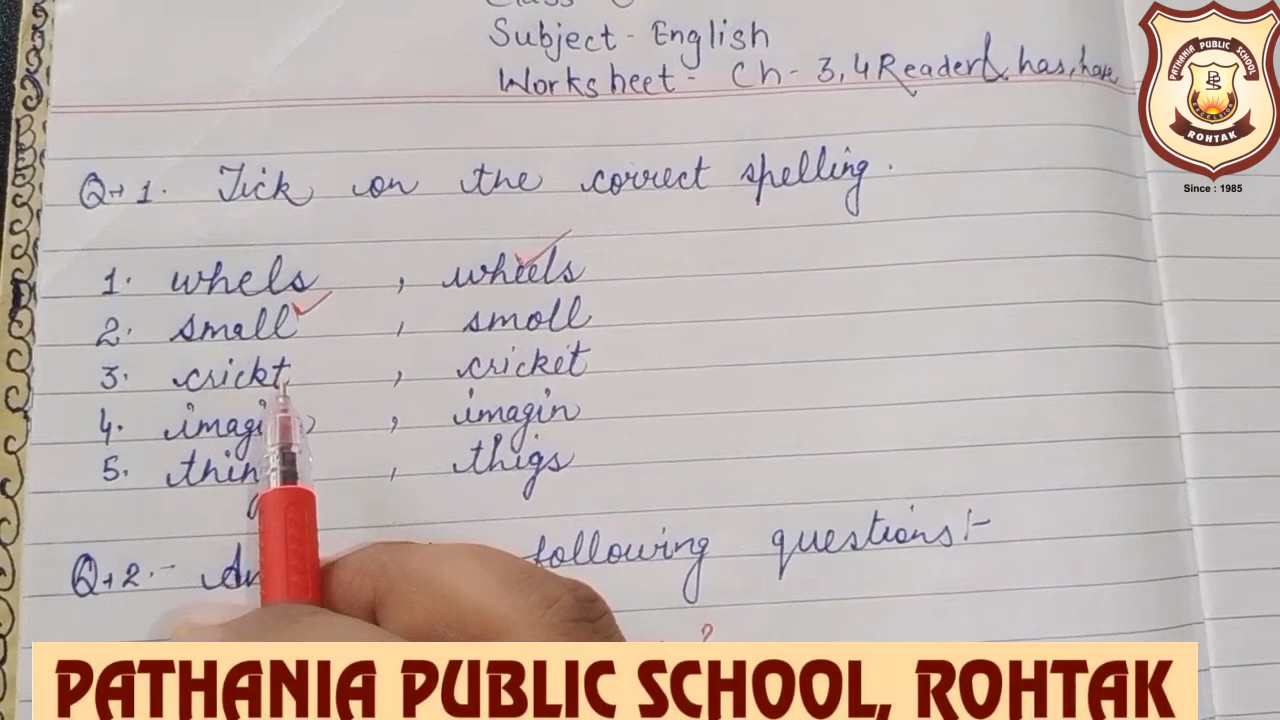 Subject - English
Worksheet - Ch - 3, 4 Reader & has, have
Q→1. Tick on the correct spelling.
1. whels , wheels
2. small , smoll
3. crickt , cricket
4. , imagin
5. , thigs
Q→2.- following questions:-
?
PATHANIA PUBLIC SCHOOL
EXCELSIOR
ROHTAK
Since : 1985
PATHANIA PUBLIC SCHOOL, ROHTAK